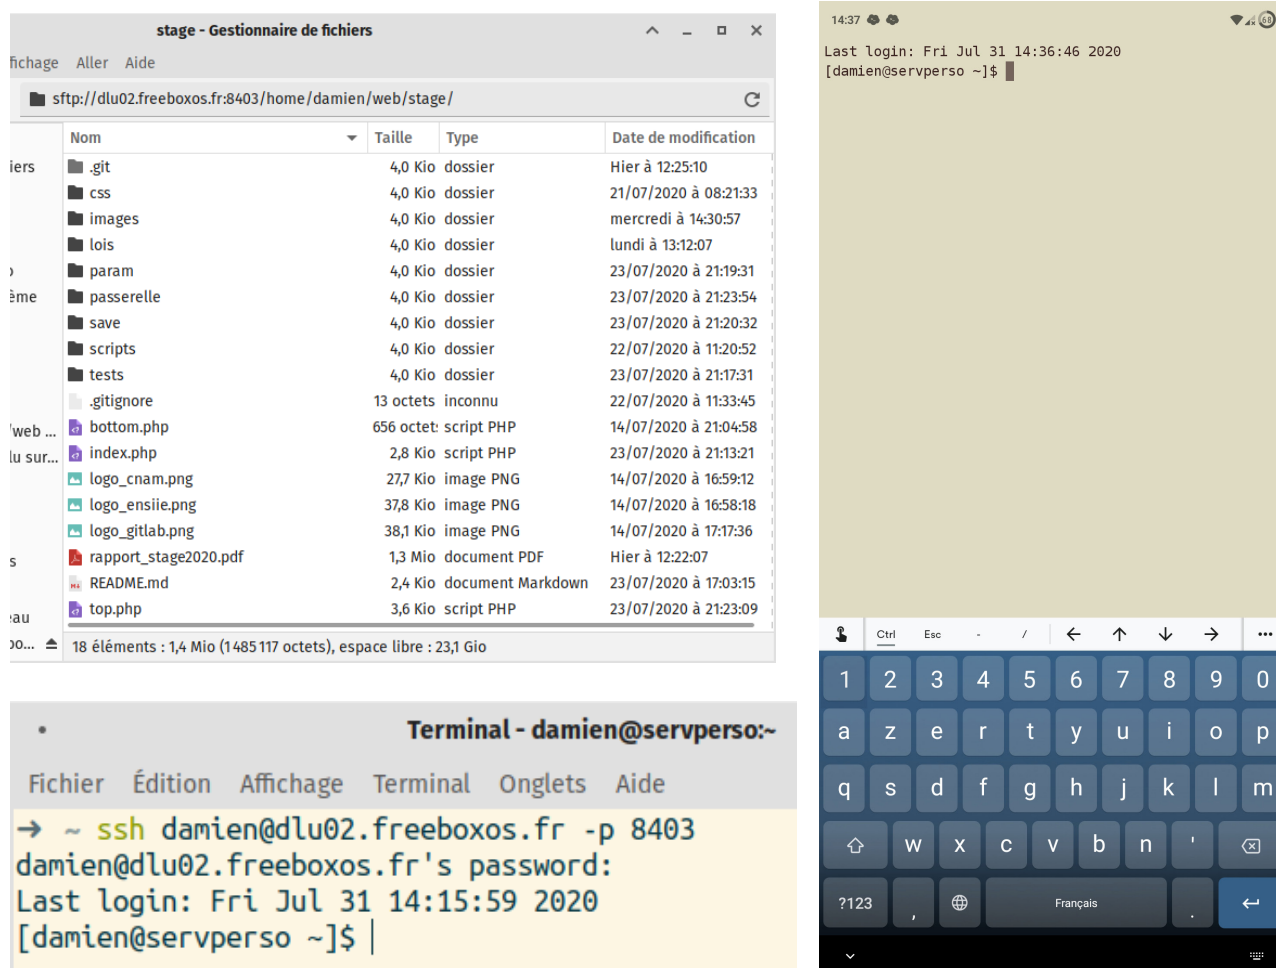 stage - Gestionnaire de fichiers
fichage Aller Aide
sftp://dlu02.freeboxos.fr:8403/home/damien/web/stage/
Nom Taille Type Date de modification
iers
ème
/web ...
lu sur...
s
eau
oo...
.git 4,0 Kio dossier Hier à 12:25:10
css 4,0 Kio dossier 21/07/2020 à 08:21:33
images 4,0 Kio dossier mercredi à 14:30:57
lois 4,0 Kio dossier lundi à 13:12:07
param 4,0 Kio dossier 23/07/2020 à 21:19:31
passerelle 4,0 Kio dossier 23/07/2020 à 21:23:54
save 4,0 Kio dossier 23/07/2020 à 21:20:32
scripts 4,0 Kio dossier 22/07/2020 à 11:20:52
tests 4,0 Kio dossier 23/07/2020 à 21:17:31
.gitignore 13 octets inconnu 22/07/2020 à 11:33:45
bottom.php 656 octet script PHP 14/07/2020 à 21:04:58
index.php 2,8 Kio script PHP 23/07/2020 à 21:13:21
logo_cnam.png 27,7 Kio image PNG 14/07/2020 à 16:59:12
logo_ensiie.png 37,8 Kio image PNG 14/07/2020 à 16:58:18
logo_gitlab.png 38,1 Kio image PNG 14/07/2020 à 17:17:36
rapport_stage2020.pdf 1,3 Mio document PDF Hier à 12:22:07
README.md 2,4 Kio document Markdown 23/07/2020 à 17:03:15
top.php 3,6 Kio script PHP 23/07/2020 à 21:23:09
18 éléments : 1,4 Mio (1 485 117 octets), espace libre : 23,1 Gio
Terminal - damien@servperso:~
Fichier Édition Affichage Terminal Onglets Aide
➔ ~ ssh damien@dlu02.freeboxos.fr -p 8403
damien@dlu02.freeboxos.fr's password:
Last login: Fri Jul 31 14:15:59 2020
[damien@servperso ~]$
14:37 68
Last login: Fri Jul 31 14:36:46 2020
[damien@servperso ~]$
Ctrl Esc - / ← ↑ ↓ → ...
1 2 3 4 5 6 7 8 9 0
a z e r t y u i o p
q s d f g h j k l m
w x c v b n '
?123 , Français .